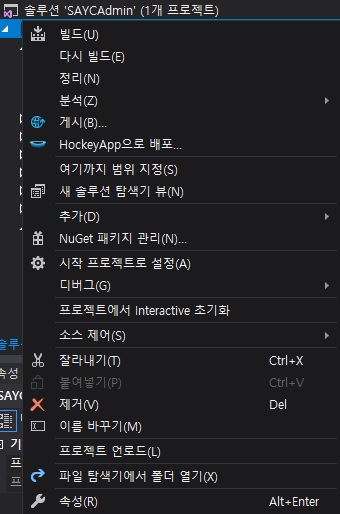 솔루션 'SAYCAdmin' (1개 프로젝트)
빌드(U)
다시 빌드(E)
정리(N)
분석(Z)
게시(B)...
HockeyApp으로 배포...
여기까지 범위 지정(S)
새 솔루션 탐색기 뷰(N)
추가(D)
NuGet 패키지 관리(N)...
시작 프로젝트로 설정(A)
디버그(G)
프로젝트에서 Interactive 초기화
솔루
소스 제어(S)
잘라내기(T) Ctrl+X
속성
붙여넣기(P) Ctrl+V
SAYC
제거(V) Del
이름 바꾸기(M)
기
프로젝트 언로드(L)
프
파일 탐색기에서 폴더 열기(X)
속성(R) Alt+Enter